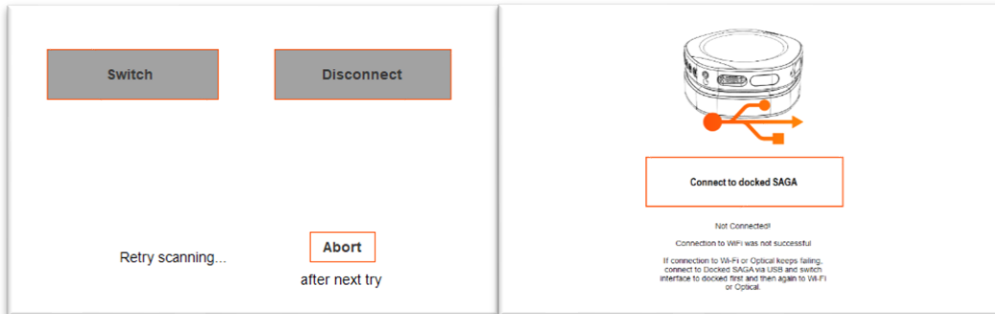 Switch
Disconnect
Retry scanning...
Abort
after next try
Connect to docked SAGA
Not Connected!
Connection to WiFi was not successful
If connection to Wi-Fi or Optical keeps failing,
connect to Docked SAGA via USB and switch
interface to docked first and then again to Wi-Fi
or Optical.